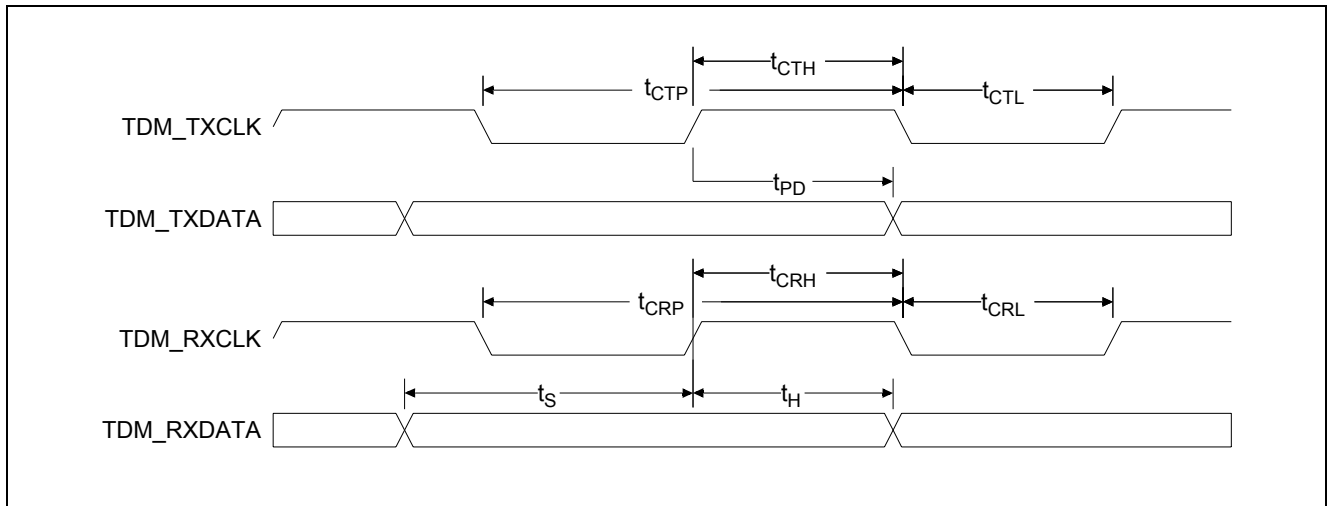 tCTH
tCTP
tCTL
TDM_TXCLK
tPD
TDM_TXDATA
tCRH
tCRP
tCRL
TDM_RXCLK
tS
tH
TDM_RXDATA